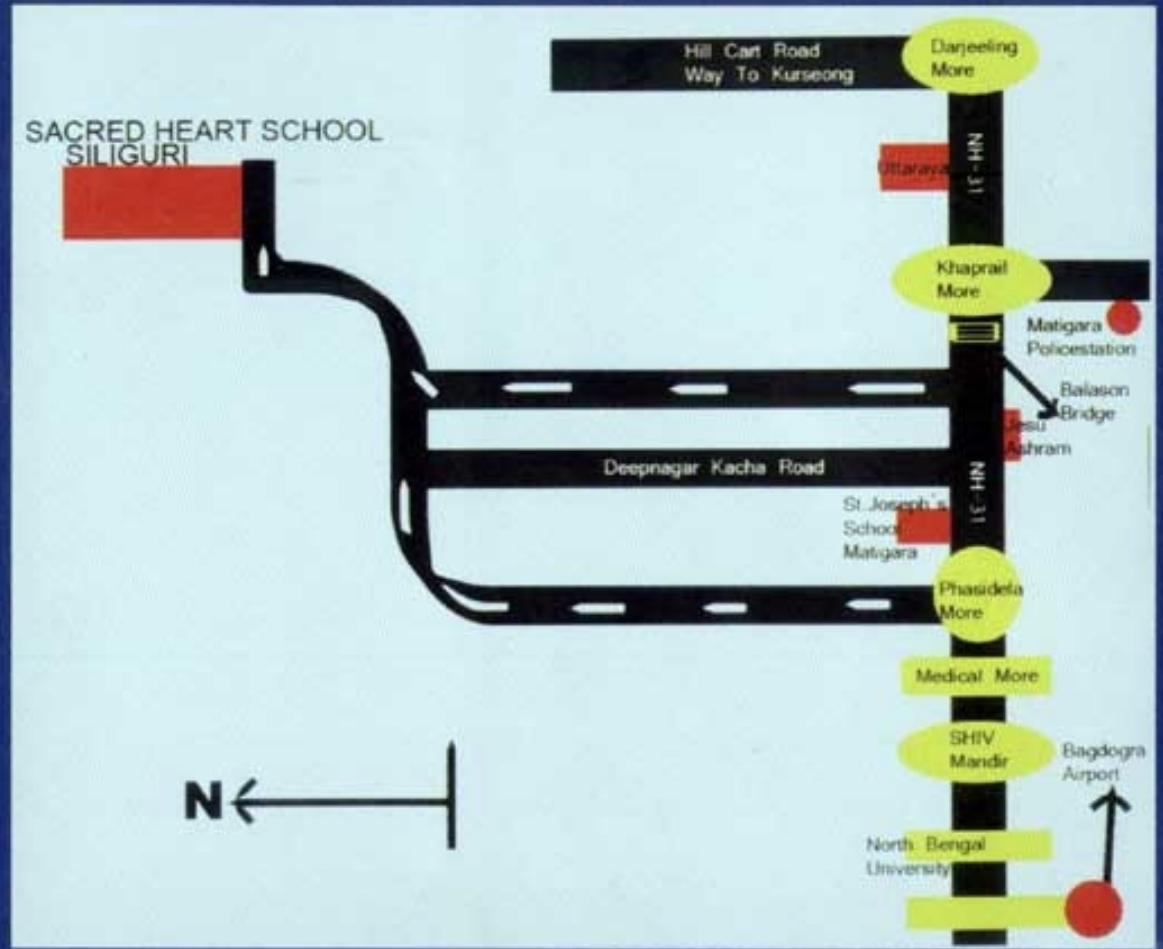 Hill Cart Road
Way To Kurseong
Darjeeling
More
SACRED HEART SCHOOL
SILIGURI
NH-31
Uttaraya
Khaprail
More
Matigara
Policestation
Balason
Bridge
Jesu
Ashram
Deepnagar Kacha Road
NH-31
St.Joseph's
School
Matigara
Phasidela
More
Medical More
SHIV
Mandir
Bagdogra
Airport
N
North Bengal
University